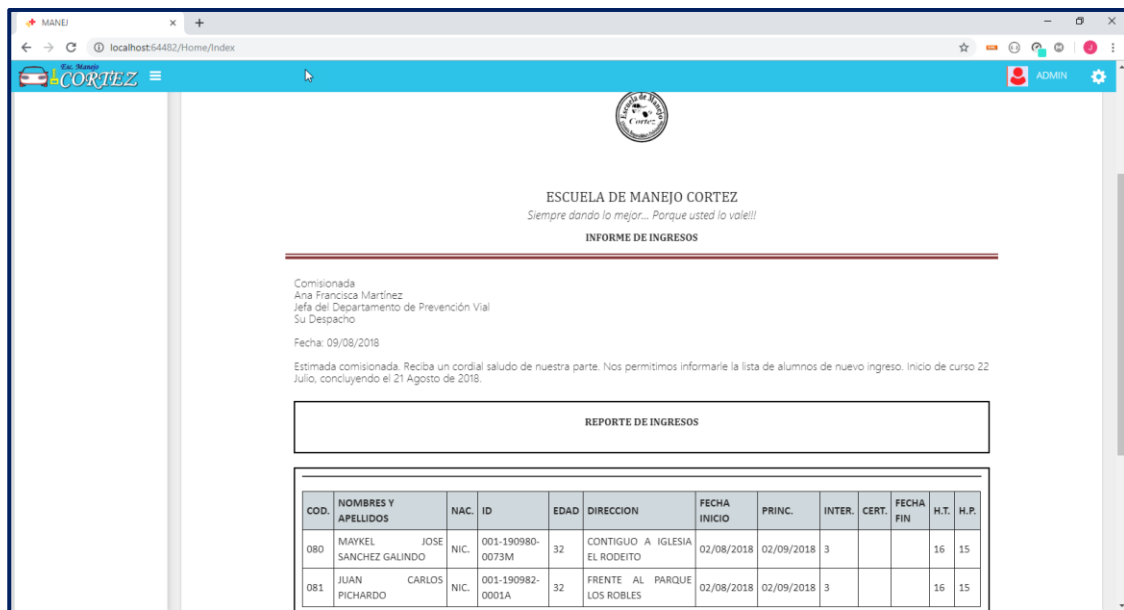 MANEJ
localhost:64482/Home/Index
Esc. Manejo
CORTEZ
ADMIN
Escuela de Manejo
Cortez
ESCUELA DE MANEJO CORTEZ
Siempre dando lo mejor... Porque usted lo vale!!!
INFORME DE INGRESOS
Comisionada
Ana Francisca Martínez
Jefa del Departamento de Prevención Vial
Su Despacho
Fecha: 09/08/2018
Estimada comisionada. Reciba un cordial saludo de nuestra parte. Nos permitimos informarle la lista de alumnos de nuevo ingreso. Inicio de curso 22
Julio, concluyendo el 21 Agosto de 2018.
REPORTE DE INGRESOS
COD. NOMBRES Y APELLIDOS NAC. ID EDAD DIRECCION FECHA INICIO PRINC. INTER. CERT. FECHA FIN H.T. H.P.
080 MAYKEL JOSE SANCHEZ GALINDO NIC. 001-190980-0073M 32 CONTIGUO A IGLESIA EL RODEITO 02/08/2018 02/09/2018 3 16 15
081 JUAN CARLOS PICHARDO NIC. 001-190982-0001A 32 FRENTE AL PARQUE LOS ROBLES 02/08/2018 02/09/2018 3 16 15